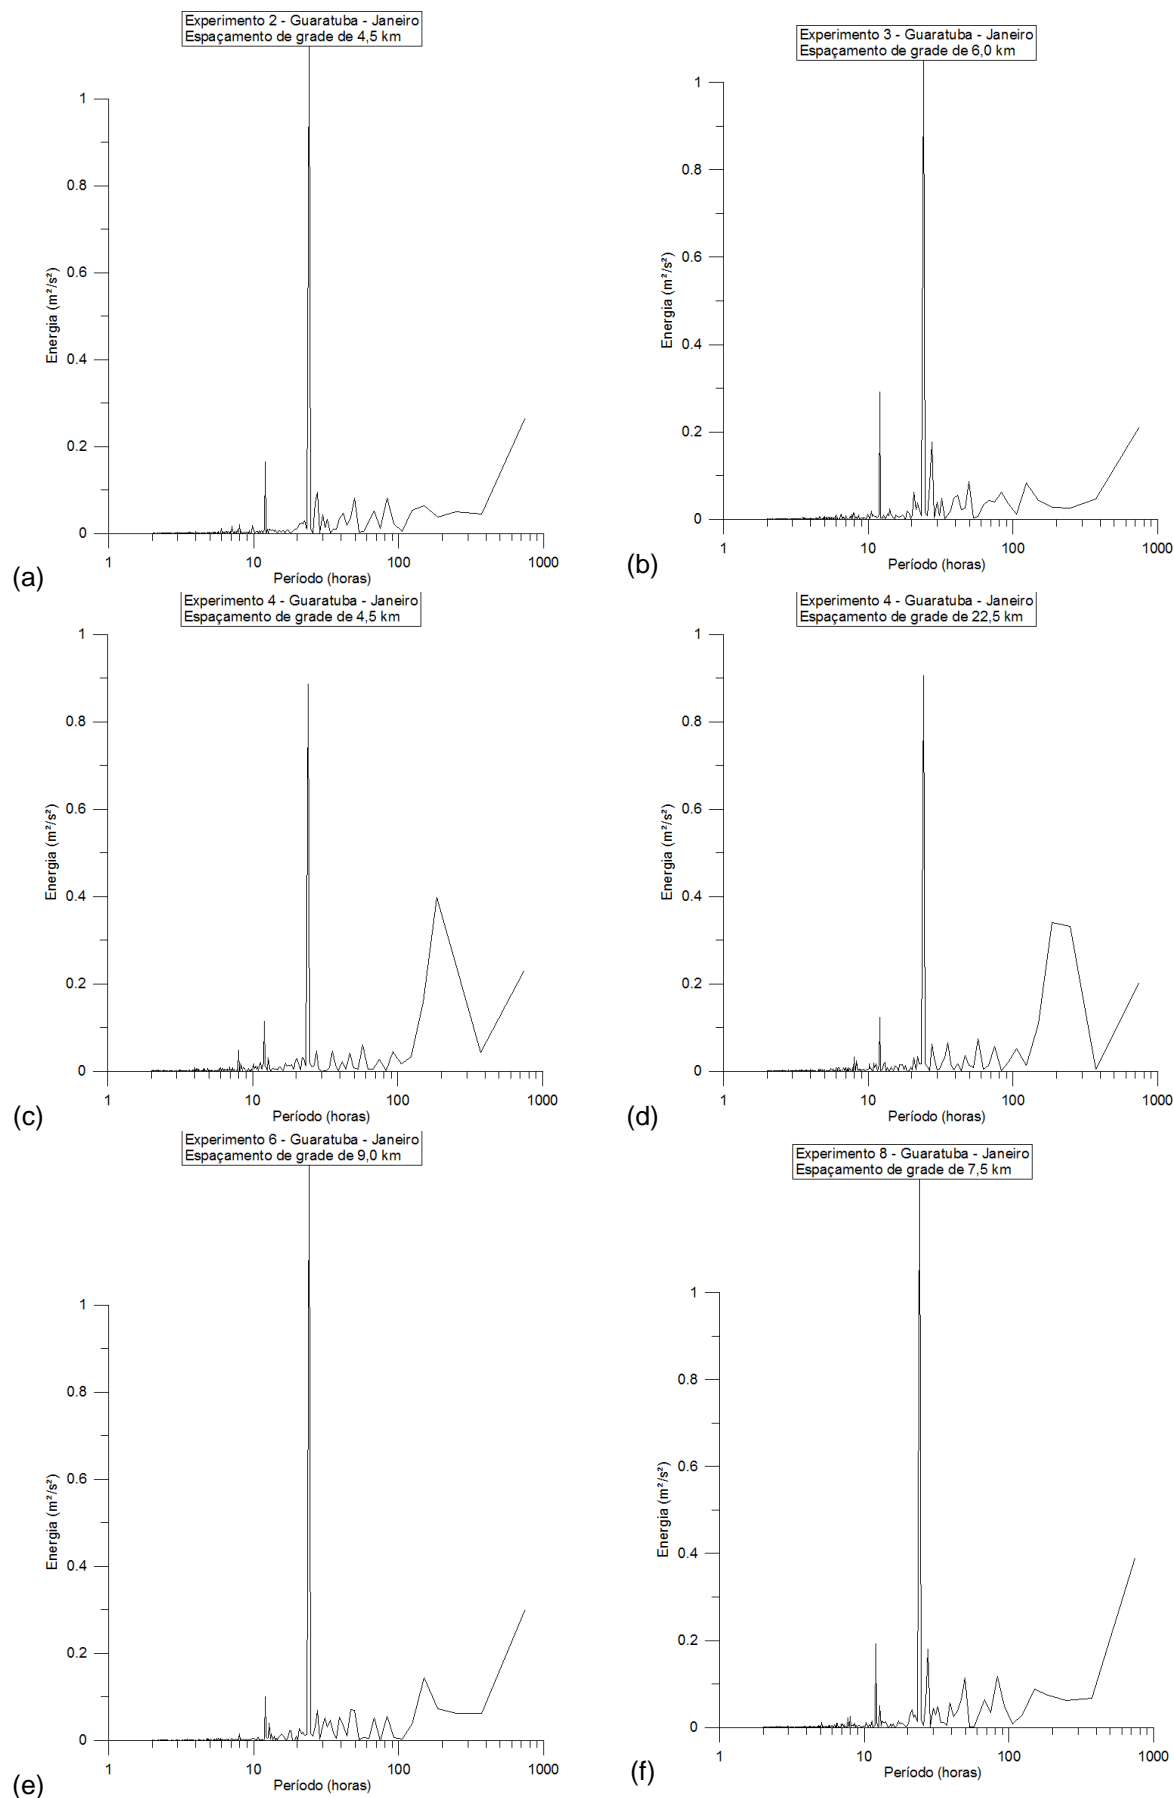 Experimento 2 - Guaratuba - Janeiro
Espaçamento de grade de 4,5 km
1
0.8
0.6
0.4
0.2
0
Energia (m²/s²)
1
10
100
1000
Período (horas)
(a)
Experimento 3 - Guaratuba - Janeiro
Espaçamento de grade de 6,0 km
1
0.8
0.6
0.4
0.2
0
Energia (m²/s²)
1
10
100
1000
Período (horas)
(b)
Experimento 4 - Guaratuba - Janeiro
Espaçamento de grade de 4,5 km
1
0.8
0.6
0.4
0.2
0
Energia (m²/s²)
1
10
100
1000
Período (horas)
(c)
Experimento 4 - Guaratuba - Janeiro
Espaçamento de grade de 22,5 km
1
0.8
0.6
0.4
0.2
0
Energia (m²/s²)
1
10
100
1000
Período (horas)
(d)
Experimento 6 - Guaratuba - Janeiro
Espaçamento de grade de 9,0 km
1
0.8
0.6
0.4
0.2
0
Energia (m²/s²)
1
10
100
1000
Período (horas)
(e)
Experimento 8 - Guaratuba - Janeiro
Espaçamento de grade de 7,5 km
1
0.8
0.6
0.4
0.2
0
Energia (m²/s²)
1
10
100
1000
Período (horas)
(f)